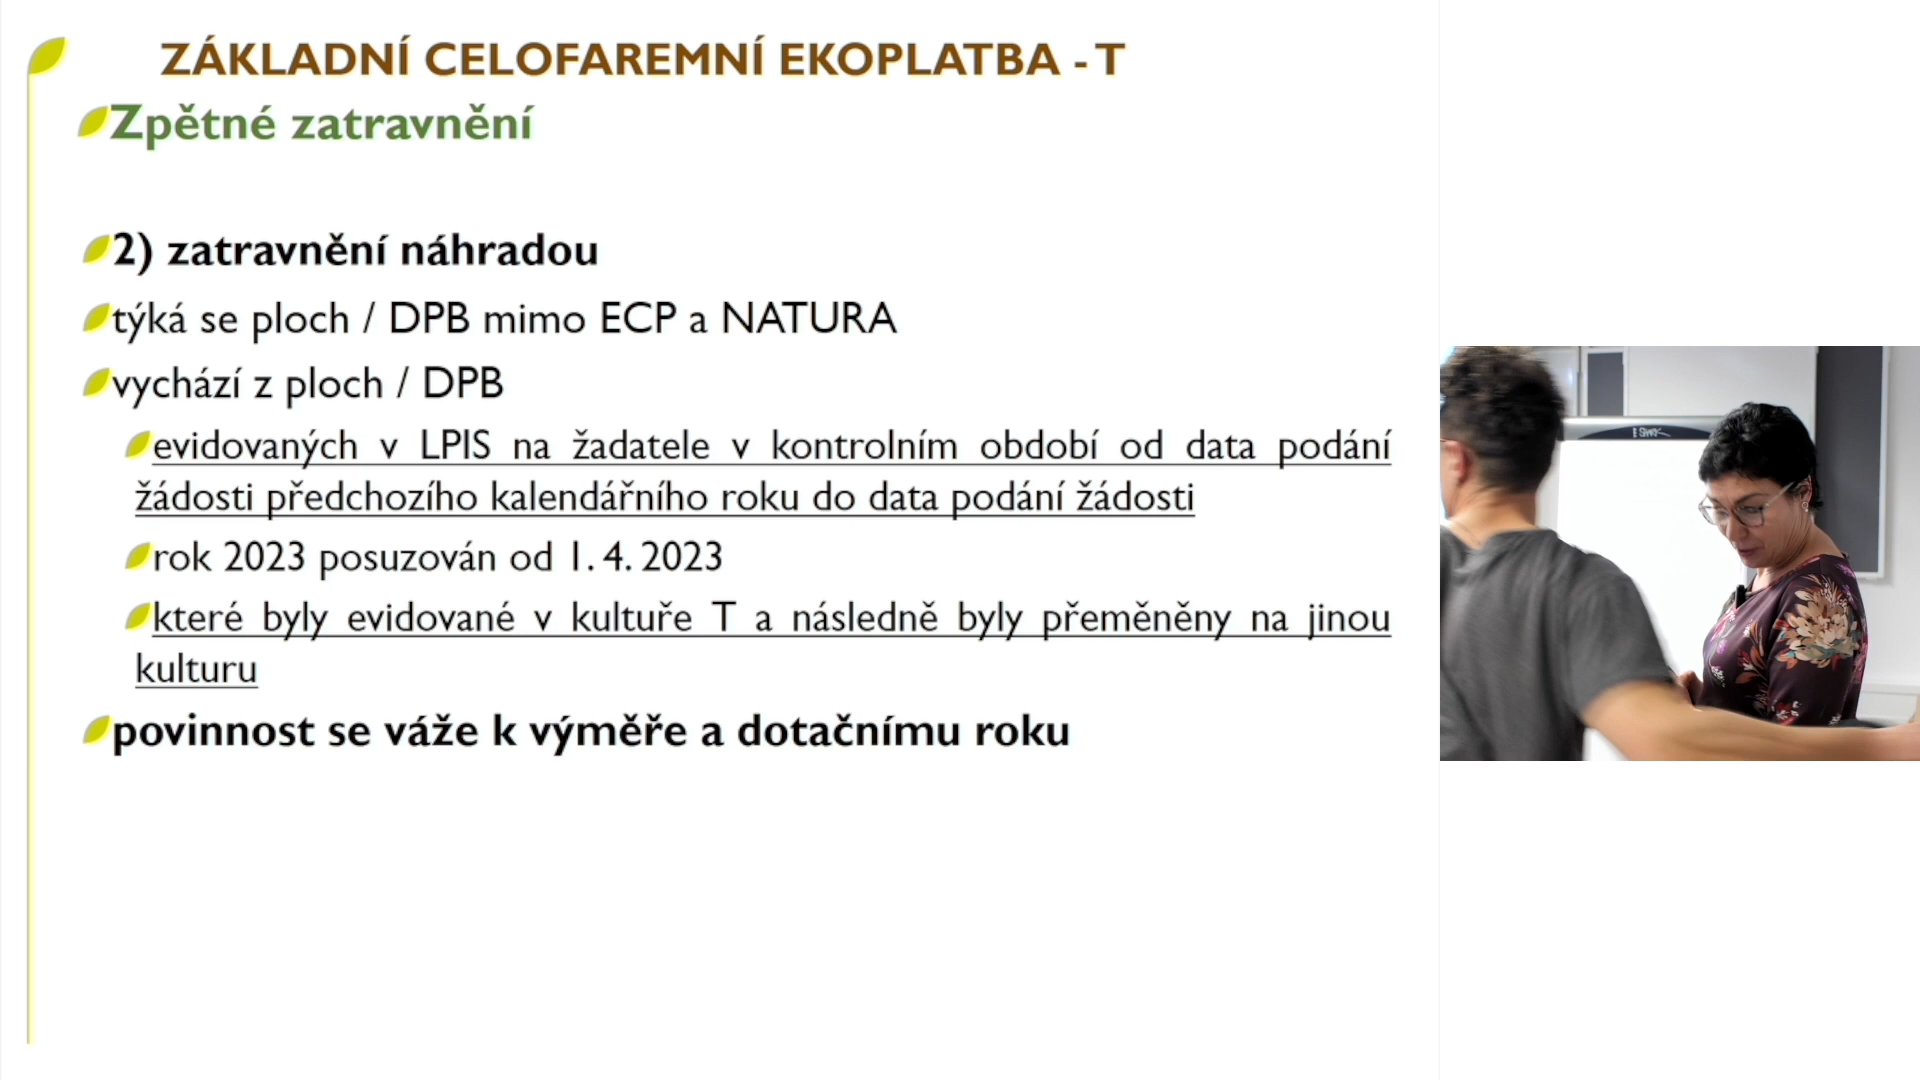 ZÁKLADNÍ CELOFAREMNÍ EKOPLATBA - T
Zpětné zatravnění
2) zatravnění náhradou
týká se ploch / DPB mimo ECP a NATURA
vychází z ploch / DPB
evidovaných v LPIS na žadatele v kontrolním období od data podání
žádosti předchozího kalendářního roku do data podání žádosti
rok 2023 posuzován od 1. 4. 2023
které byly evidované v kultuře T a následně byly přeměněny na jinou
kulturu
povinnost se váže k výměře a dotačnímu roku